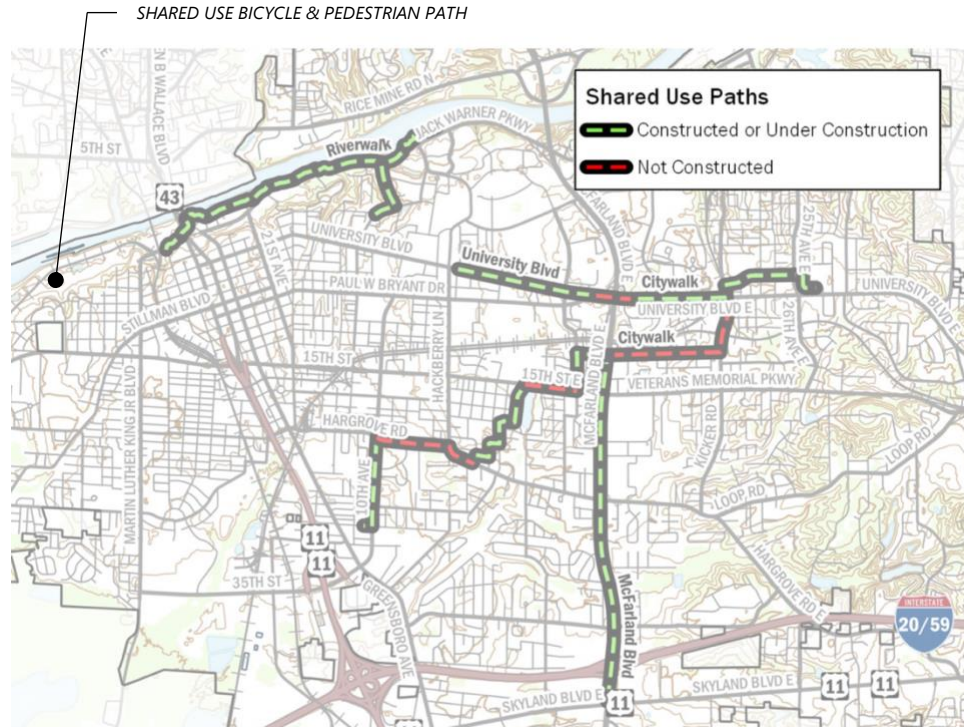 SHARED USE BICYCLE & PEDESTRIAN PATH
Shared Use Paths
Constructed or Under Construction
Not Constructed
N B WALLACE BLVD
RICE MINE RD N
JACK WARNER PKWY
5TH ST
Riverwalk
43
21ST AVE
UNIVERSITY BLVD
University Blvd
MCFARLAND BLVD E
25TH AVE E
Citywalk
PAUL W BRYANT DR
UNIVERSITY BLVD E
UNIVERSITY BLVD E
STILLMAN BLVD
HACKBERRY LN
Citywalk
26TH AVE E
15TH ST
15TH ST E
MCFARLAND BLVD E
VETERANS MEMORIAL PKWY
MARTIN LUTHER KING JR BLVD
HARGROVE RD
KICKER RD
LOOP RD
LOOP RD
10TH AVE
11
11
35TH ST
GREENSBORO AVE
HARGROVE RD E
McFarland Blvd
INTERSTATE
20/59
SKYLAND BLVD E
11
11
11